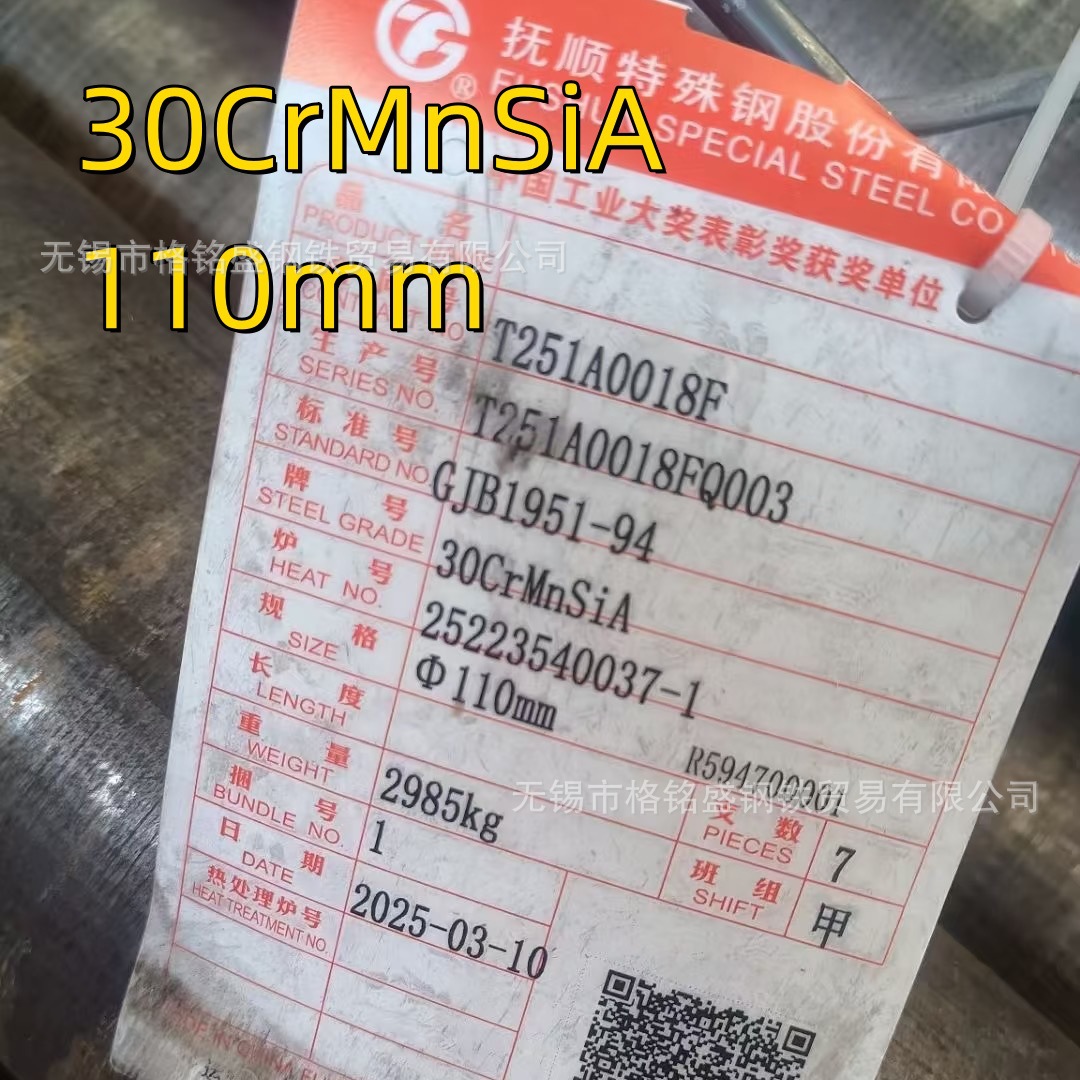 抚顺特殊钢股份有
FUSHUN SPECIAL STEEL CO
®
30CrMnSiA
中国工业大奖表彰奖获奖单位
品名
PRODUCT
无锡市格铭盛钢铁贸易有限公司
110mm
号
CONTRACT NO
T251A0018F
生产号
SERIES NO.
T251A0018FQ003
标准号
STANDARD NO
GJB1951-94
牌号
STEEL GRADE
30CrMnSiA
炉号
HEAT NO.
25223540037-1
规格
SIZE
Φ110mm
长度
LENGTH
重量
WEIGHT
2985kg
无锡市格铭盛钢铁贸易有限公司
支数
PIECES
7
捆号
BUNDLE NO.
1
班组
SHIFT
甲
日期
DATE
2025-03-10
热处理炉号
HEAT TREATMENT NO.